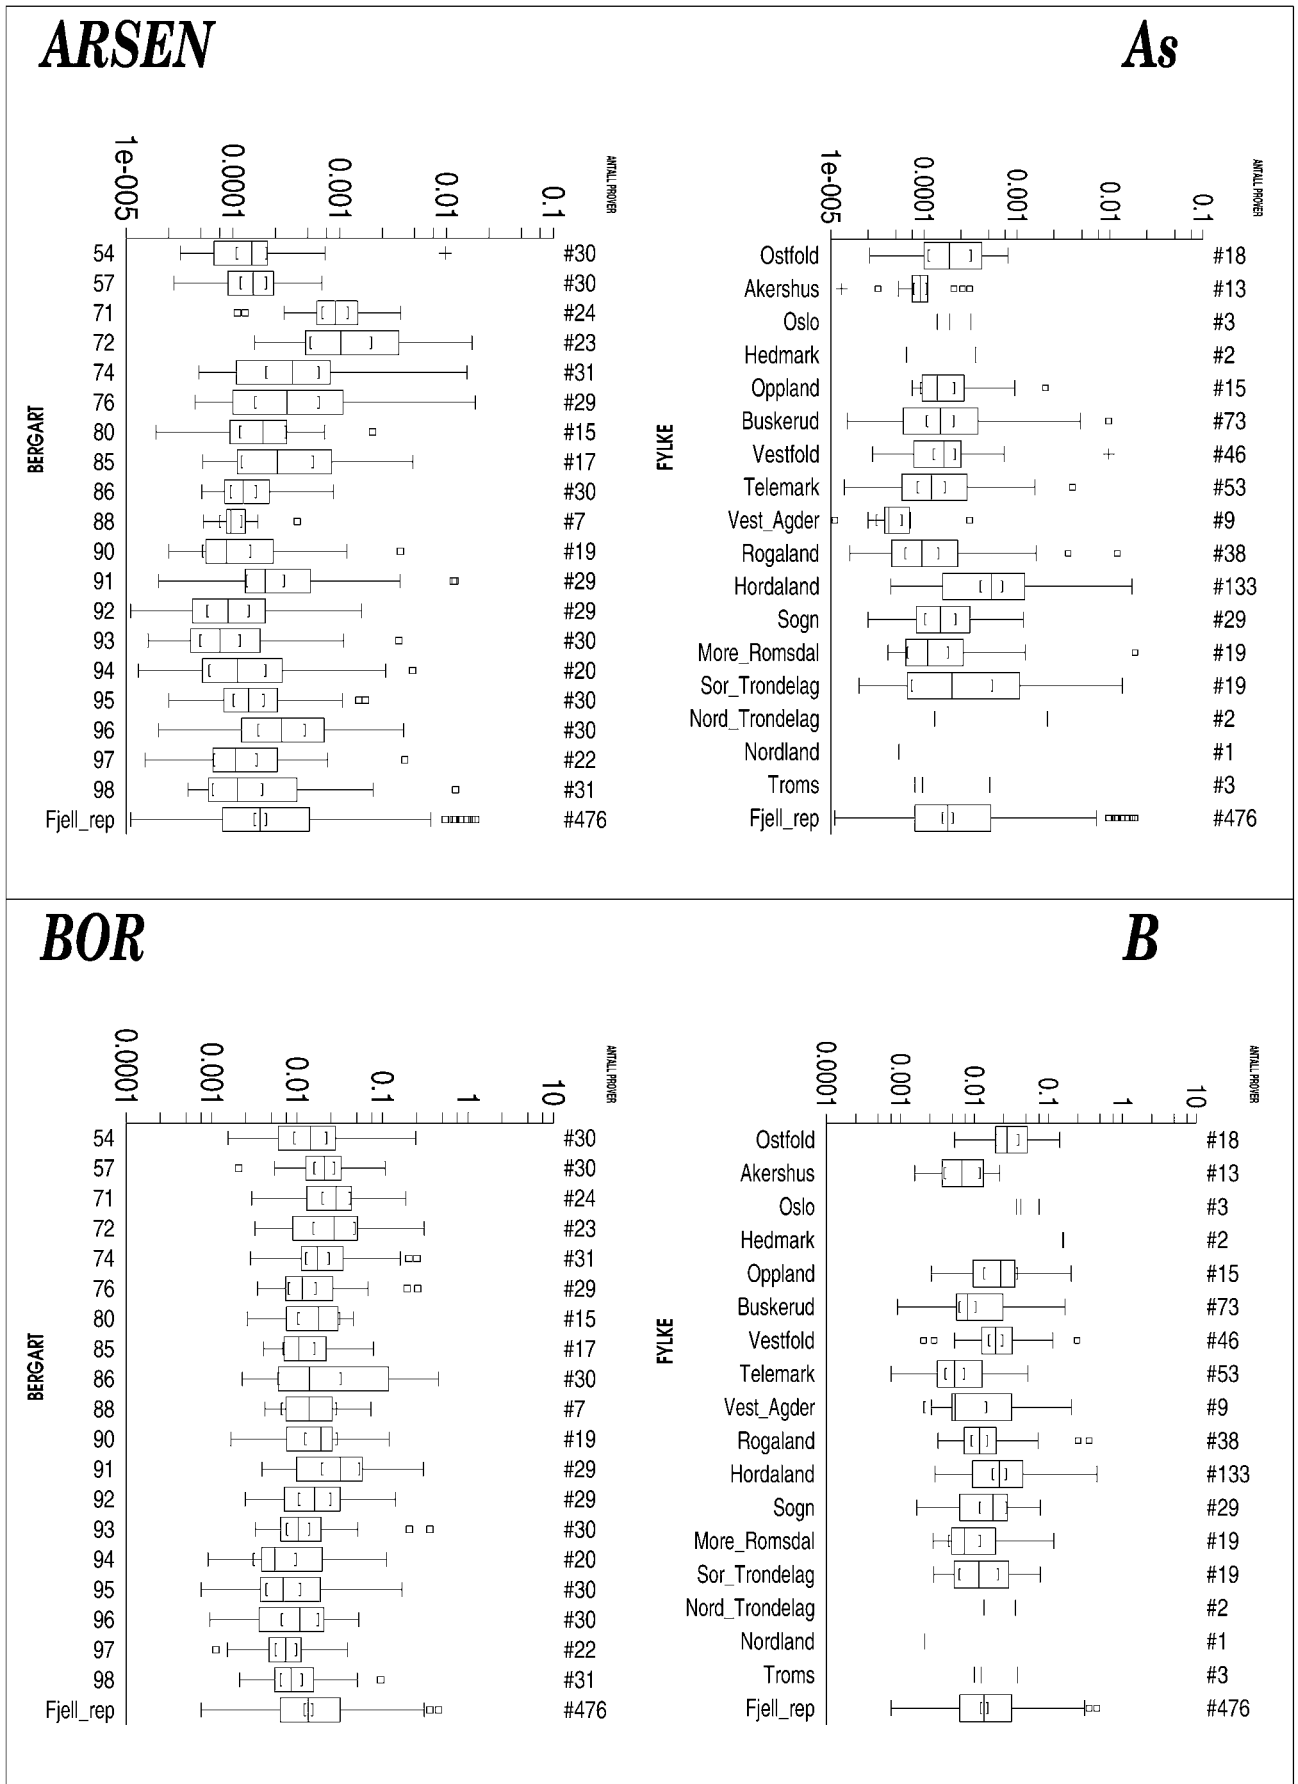 ARSEN As
1e-005 0.0001 0.001 0.01 0.1 ANTALL PROVER
BERGART
54 #30
57 #30
71 #24
72 #23
74 #31
76 #29
80 #15
85 #17
86 #30
88 #7
90 #19
91 #29
92 #29
93 #30
94 #20
95 #30
96 #30
97 #22
98 #31
Fjell_rep #476
1e-005 0.0001 0.001 0.01 0.1 ANTALL PROVER
FYLKE
Ostfold #18
Akershus #13
Oslo #3
Hedmark #2
Oppland #15
Buskerud #73
Vestfold #46
Telemark #53
Vest_Agder #9
Rogaland #38
Hordaland #133
Sogn #29
More_Romsdal #19
Sor_Trondelag #19
Nord_Trondelag #2
Nordland #1
Troms #3
Fjell_rep #476
BOR B
0.0001 0.001 0.01 0.1 1 10 ANTALL PROVER
BERGART
54 #30
57 #30
71 #24
72 #23
74 #31
76 #29
80 #15
85 #17
86 #30
88 #7
90 #19
91 #29
92 #29
93 #30
94 #20
95 #30
96 #30
97 #22
98 #31
Fjell_rep #476
0.0001 0.001 0.01 0.1 1 10 ANTALL PROVER
FYLKE
Ostfold #18
Akershus #13
Oslo #3
Hedmark #2
Oppland #15
Buskerud #73
Vestfold #46
Telemark #53
Vest_Agder #9
Rogaland #38
Hordaland #133
Sogn #29
More_Romsdal #19
Sor_Trondelag #19
Nord_Trondelag #2
Nordland #1
Troms #3
Fjell_rep #476